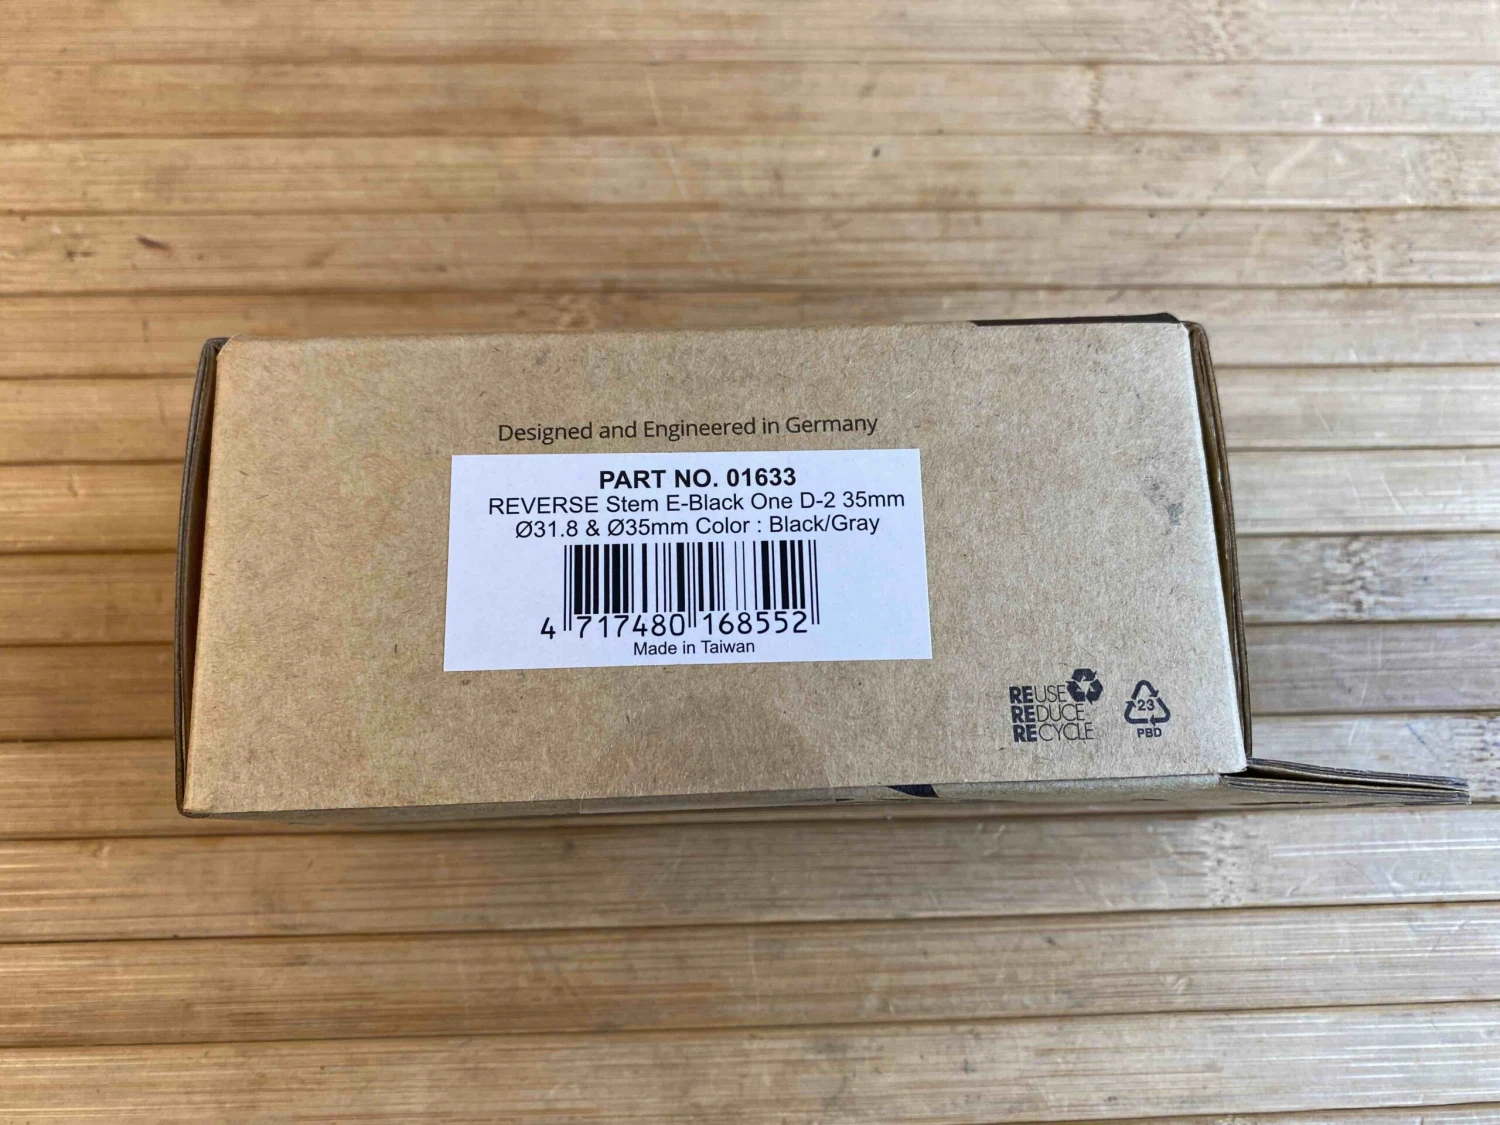 Designed and Engineered in Germany
PART NO. 01633
REVERSE Stem E-Black One D-2 35mm
Ø31.8 & Ø35mm Color : Black/Gray
4 717480 168552
Made in Taiwan
REUSE
REDUCE
RECYCLE
23
PBD